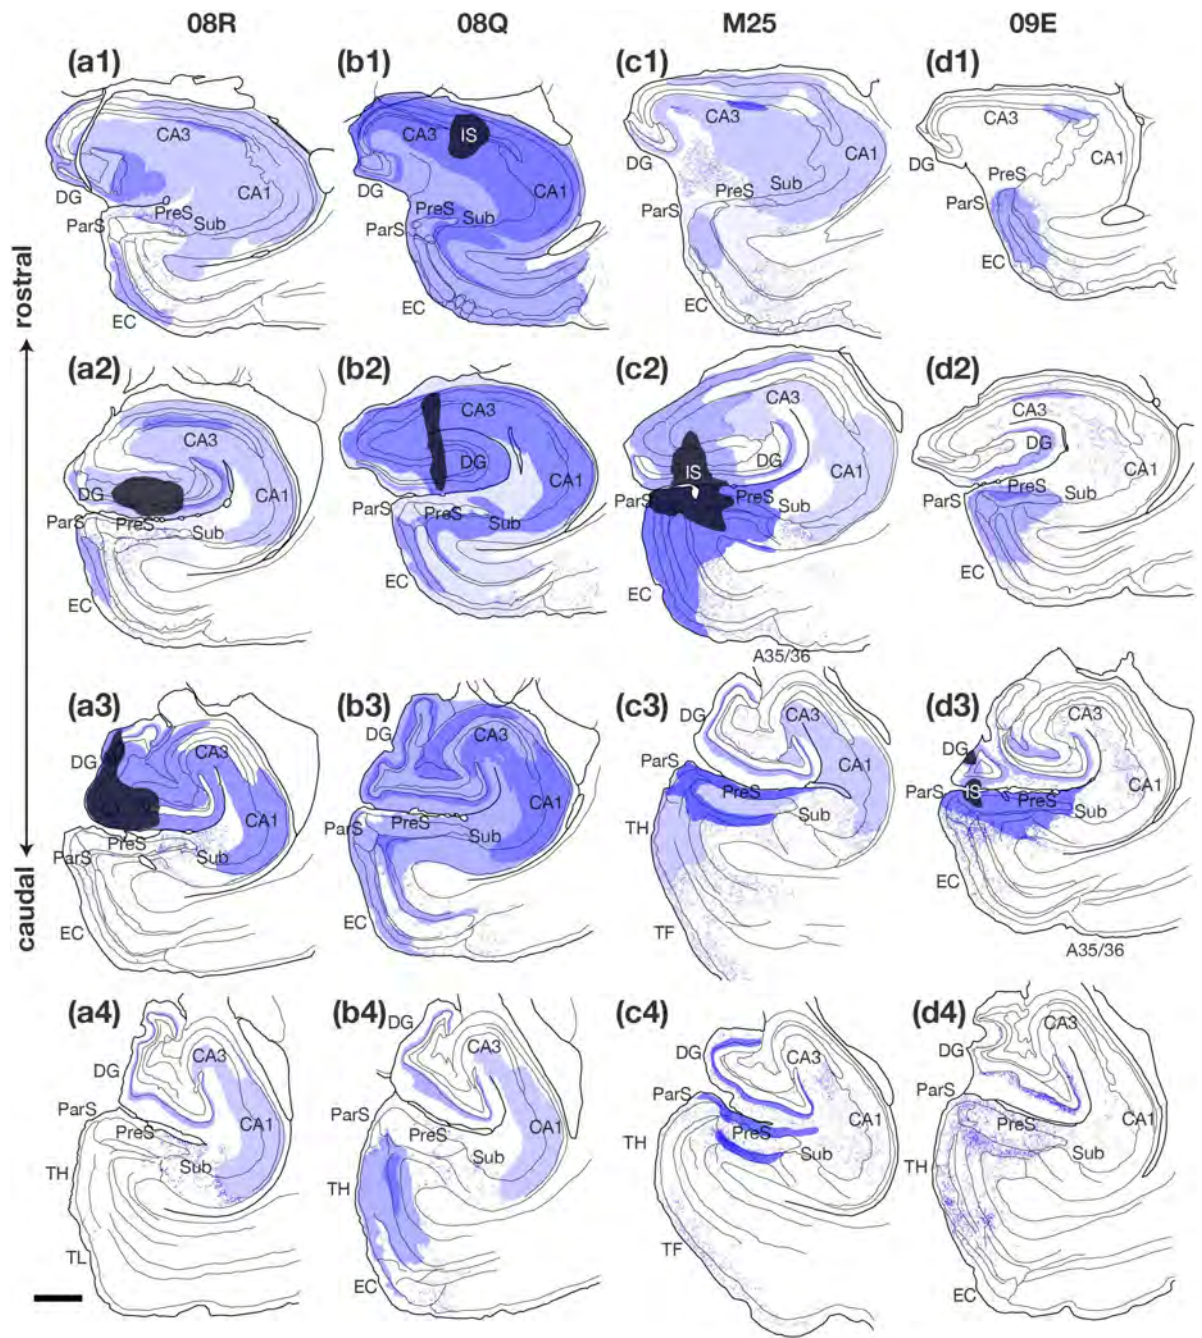 08R 08Q M25 09E
(a1) (b1) (c1) (d1)
CA3 CA3 IS CA3 CA3
DG DG DG DG
CA1 CA1 CA1
PreS Sub PreS Sub PreS Sub
ParS ParS ParS ParS
EC EC EC EC
rostral
(a2) (b2) (c2) (d2)
CA3 CA3 CA3 CA3
DG DG IS DG DG
CA1 CA1 CA1 CA1
ParS PreS Sub ParS PreS Sub ParS PreS Sub ParS PreS Sub
EC EC EC EC
A35/36
(a3) (b3) (c3) (d3)
DG CA3 DG CA3 DG CA3 DG CA3
CA1 CA1 ParS CA1 ParS IS PreS CA1
ParS PreS Sub ParS PreS Sub PreS Sub Sub
TH
EC EC TF EC
A35/36
caudal
(a4) (b4) (c4) (d4)
DG CA3 DG CA3 DG CA3 DG CA3
ParS CA1 ParS CA1 ParS CA1 ParS CA1
PreS Sub PreS Sub PreS Sub PreS Sub
TH TH TH TH
TL EC TF EC